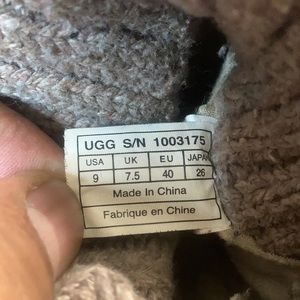 UGG S/N 1003175
USA UK EU JAPAN
9 7.5 40 26
Made In China
Fabrique en Chine